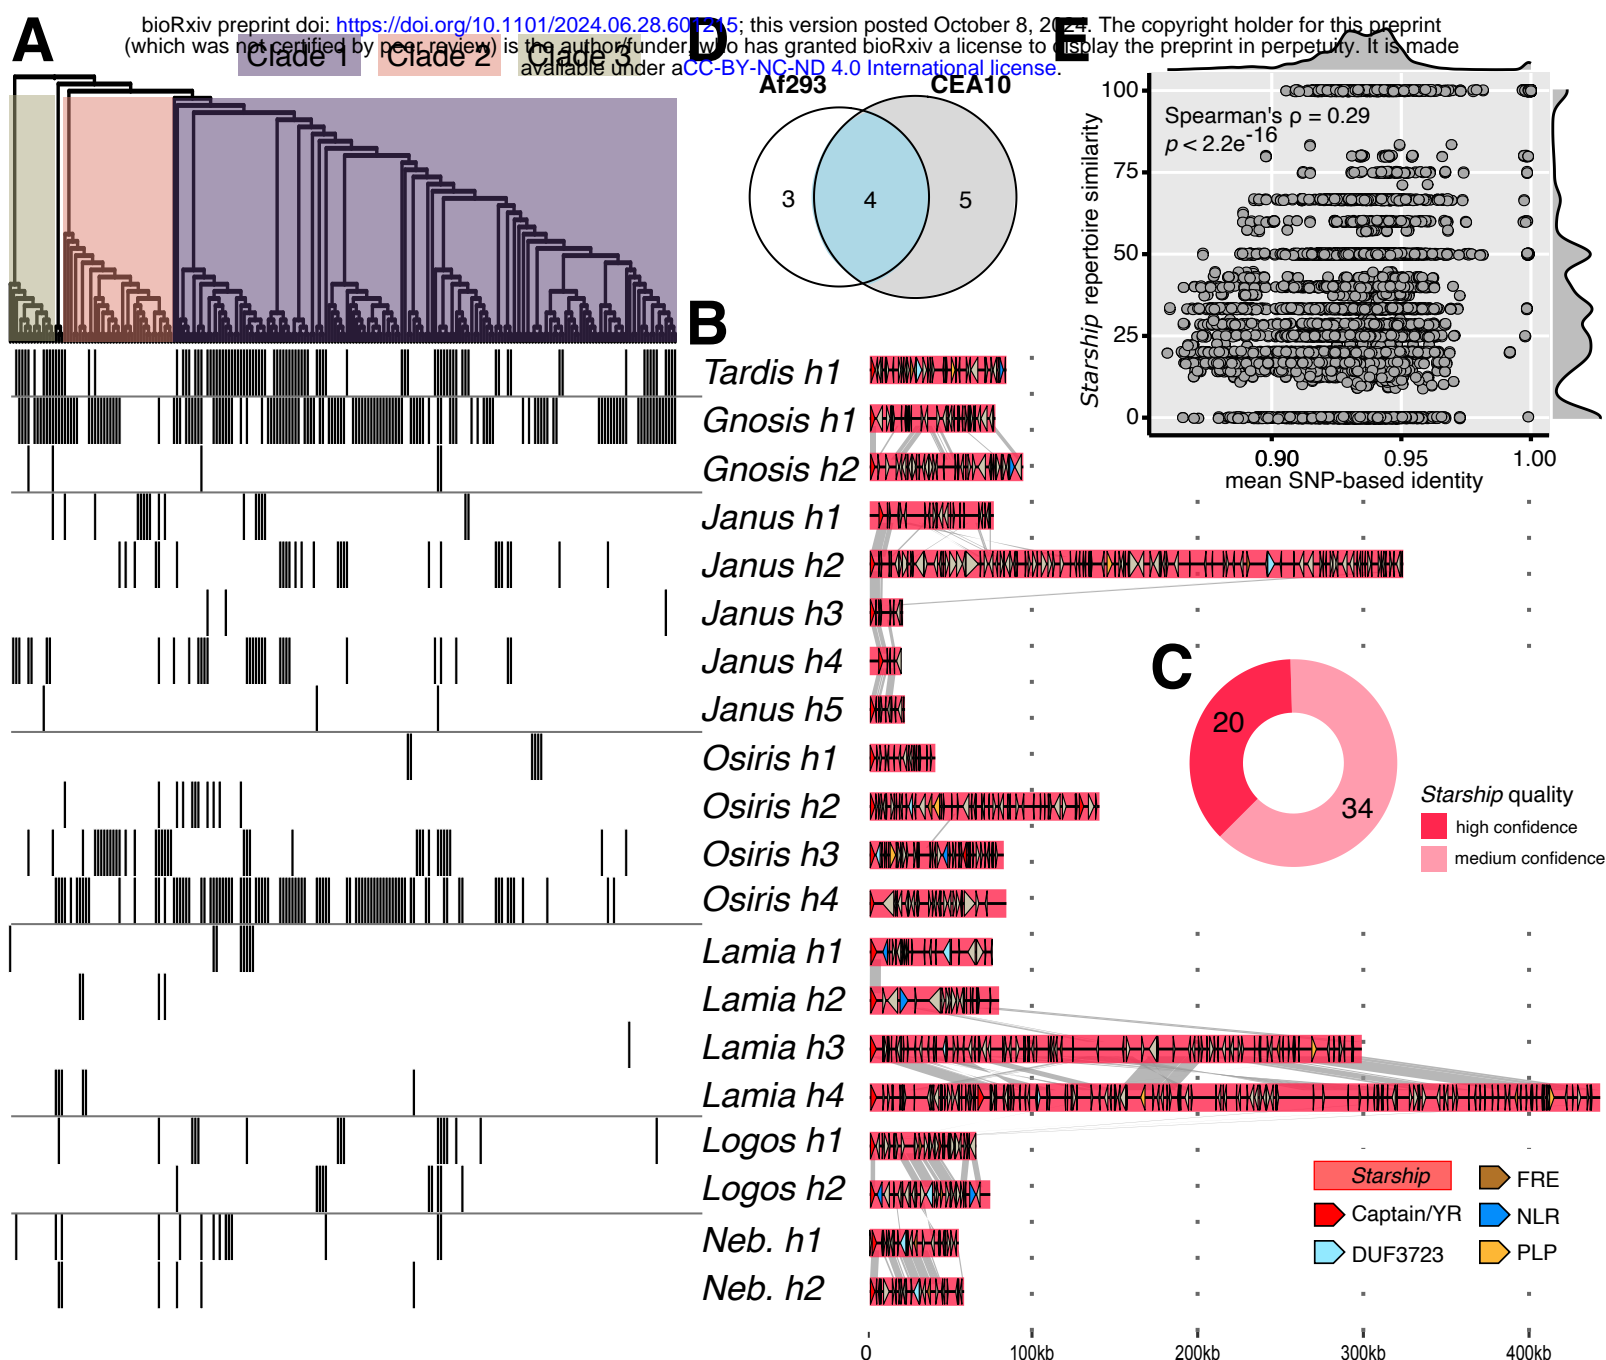 bioRxiv preprint doi: https://doi.org/10.1101/2024.06.28.601215; this version posted October 8, 2024. The copyright holder for this preprint
(which was not certified by peer review) is the author/funder, who has granted bioRxiv a license to display the preprint in perpetuity. It is made
available under aCC-BY-NC-ND 4.0 International license.
A
Clade 1
Clade 2
Clade 3
D
Af293
CEA10
3
4
5
E
Spearman's ρ = 0.29
p < 2.2e-16
Starship repertoire similarity
100
75
50
25
0
0.90
0.95
1.00
mean SNP-based identity
B
Tardis h1
Gnosis h1
Gnosis h2
Janus h1
Janus h2
Janus h3
Janus h4
Janus h5
Osiris h1
Osiris h2
Osiris h3
Osiris h4
Lamia h1
Lamia h2
Lamia h3
Lamia h4
Logos h1
Logos h2
Neb. h1
Neb. h2
C
20
34
Starship quality
high confidence
medium confidence
Starship
Captain/YR
DUF3723
FRE
NLR
PLP
0
100kb
200kb
300kb
400kb